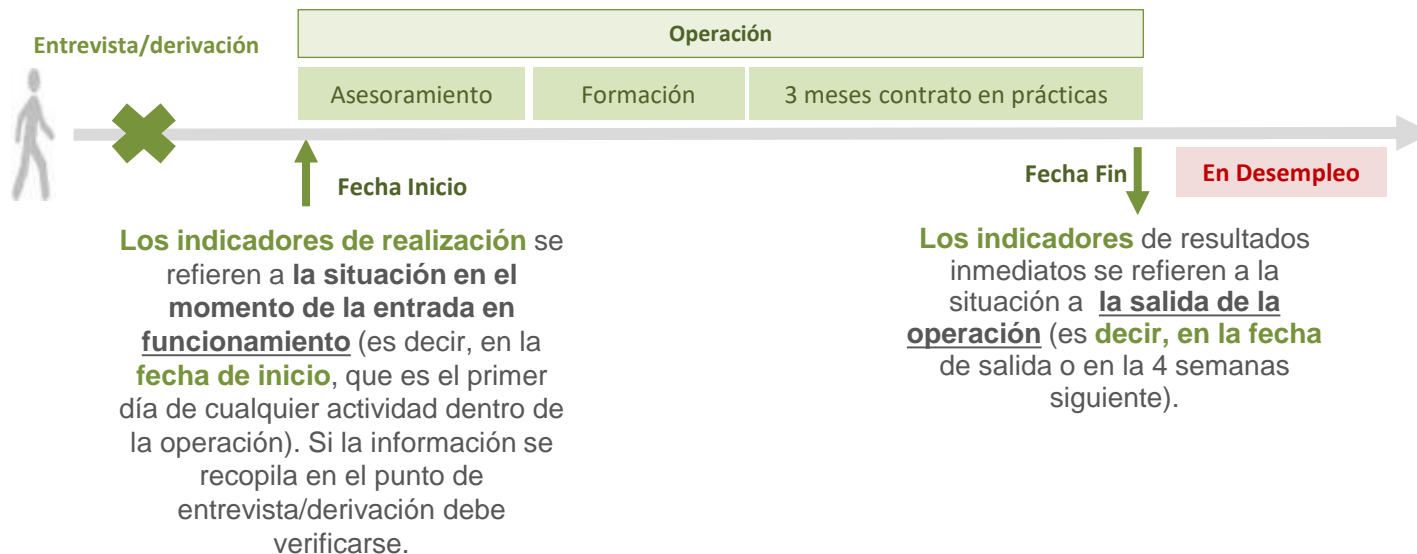 Operación
Entrevista/derivación
Asesoramiento
Formación
3 meses contrato en prácticas
Fecha Inicio
Fecha Fin
En Desempleo
Los indicadores de realización se
refieren a la situación en el
momento de la entrada en
funcionamiento (es decir, en la
fecha de inicio, que es el primer
día de cualquier actividad dentro de
la operación). Si la información se
recopila en el punto de
entrevista/derivación debe
verificarse.
Los indicadores de resultados
inmediatos se refieren a la
situación a la salida de la
operación (es decir, en la fecha
de salida o en la 4 semanas
siguiente).